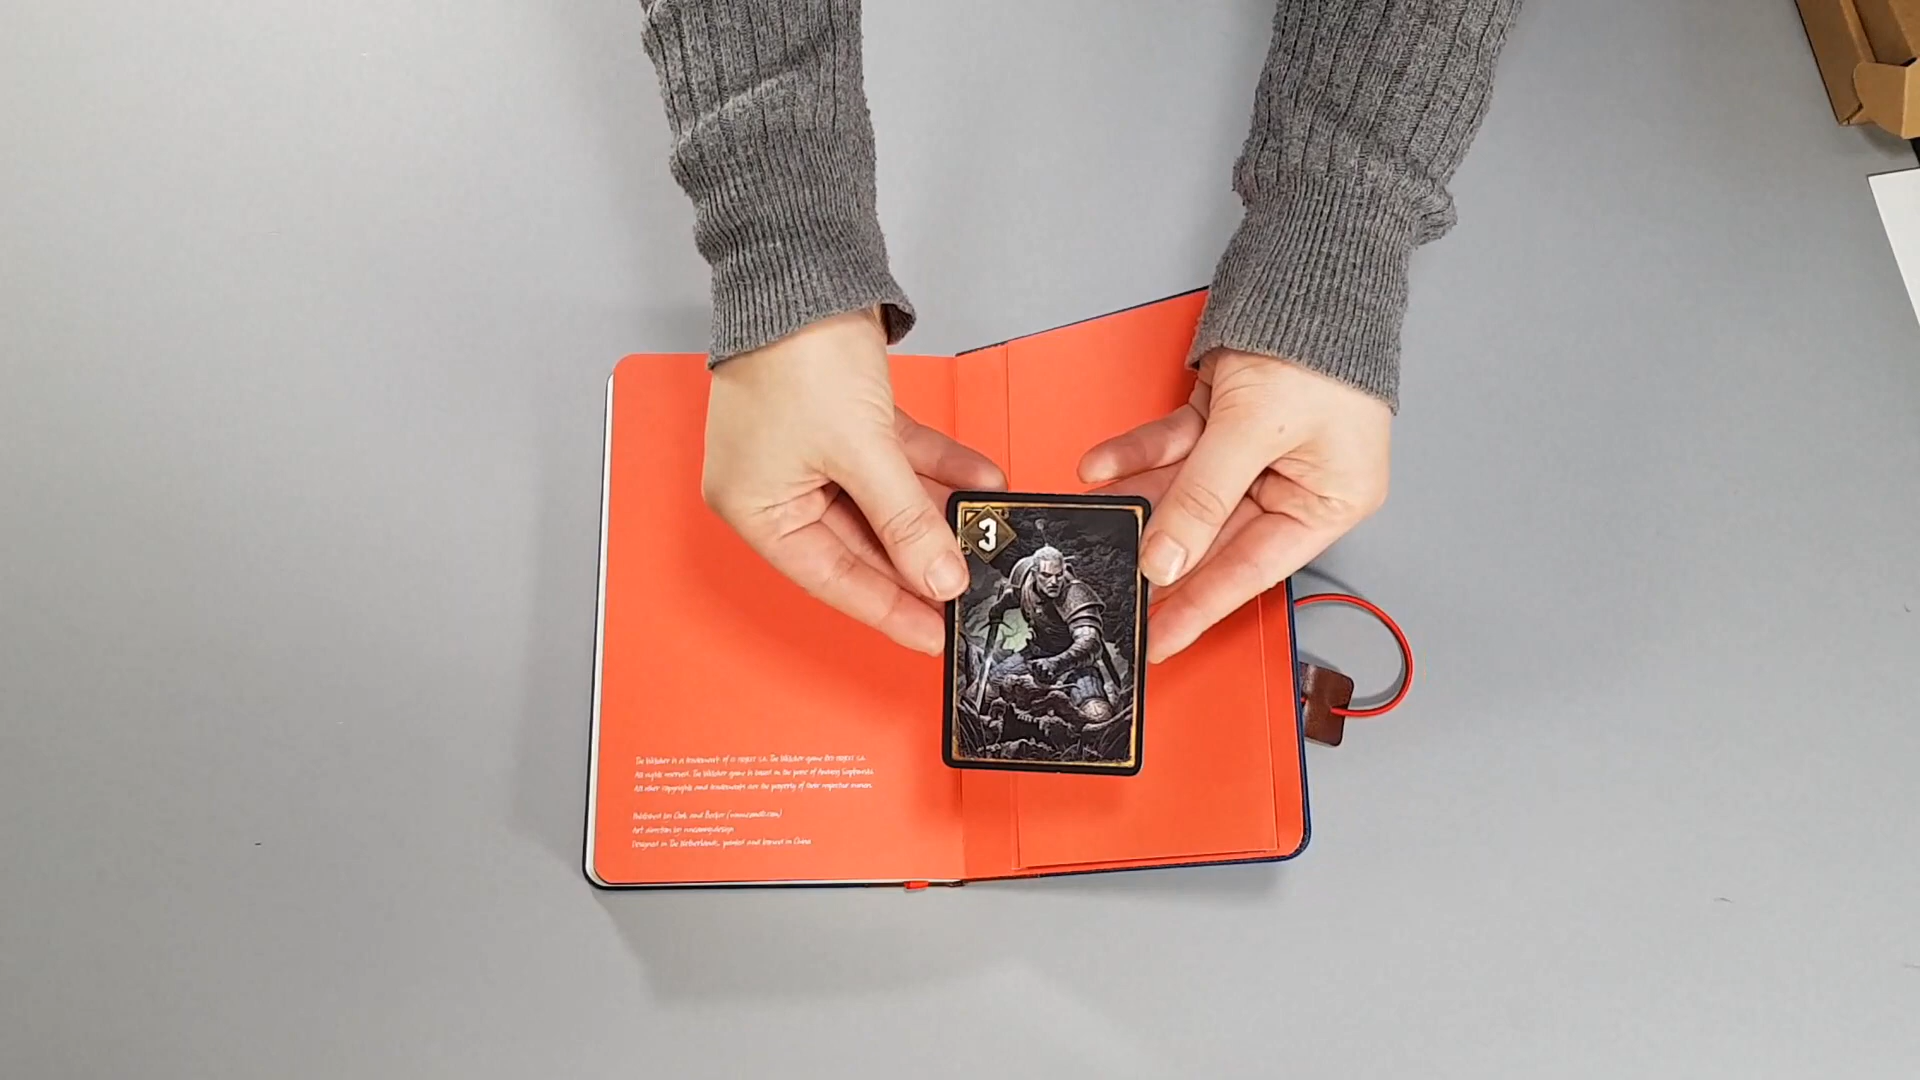 3
The Witcher is a trademark of CD PROJEKT S.A. The Witcher game PROJEKT S.A.
All rights reserved. The Witcher game is based on the prose of Andrzej Sapkowski.
All other copyrights and trademarks are the property of their respective owners.
Published by Cook and Becker
Art direction by
Designed in The Netherlands, printed and bound in China